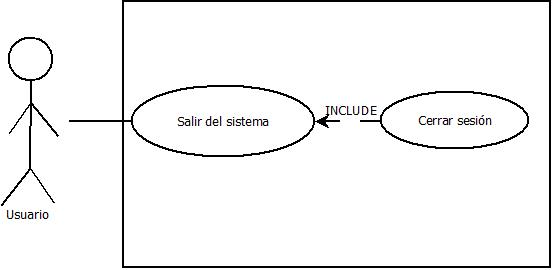 INCLUDE
Salir del sistema
Cerrar sesión
Usuario